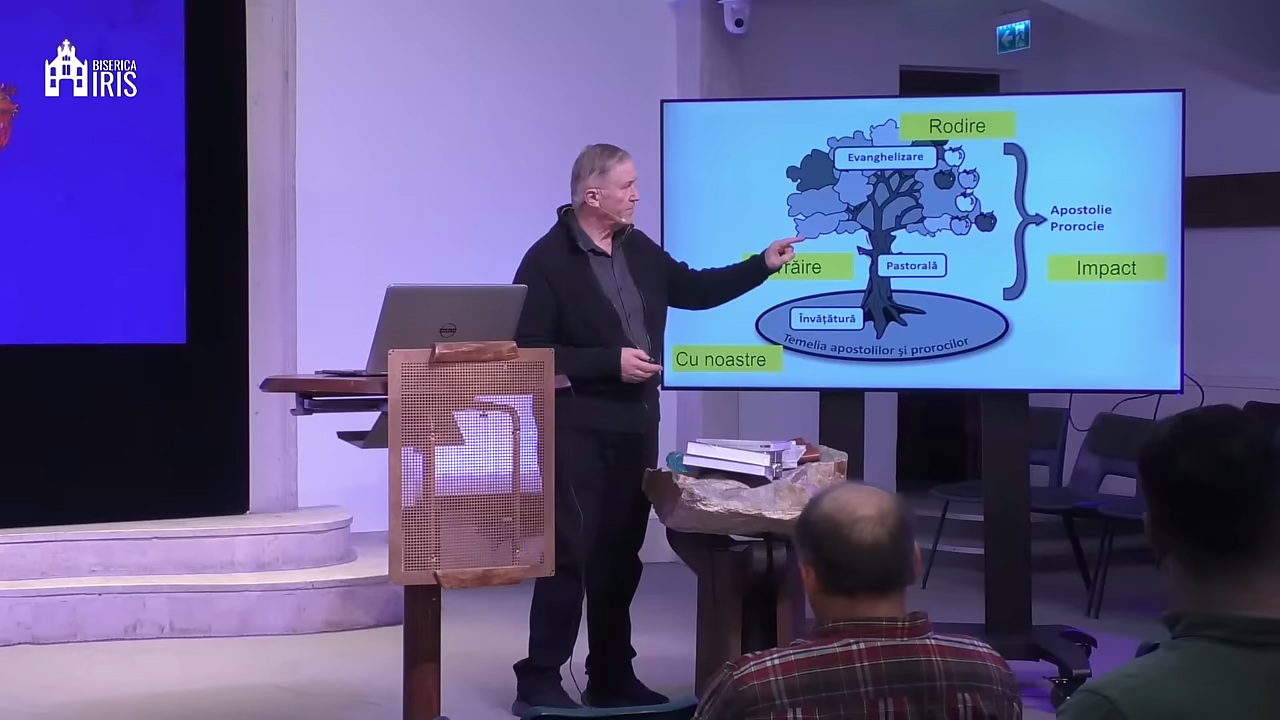 BISERICA
IRIS
Rodire
Evanghelizare
Apostolie
Prorocie
Pastorală
Impact
Învățătură
Temelia apostolilor și prorocilor
Cu noastre